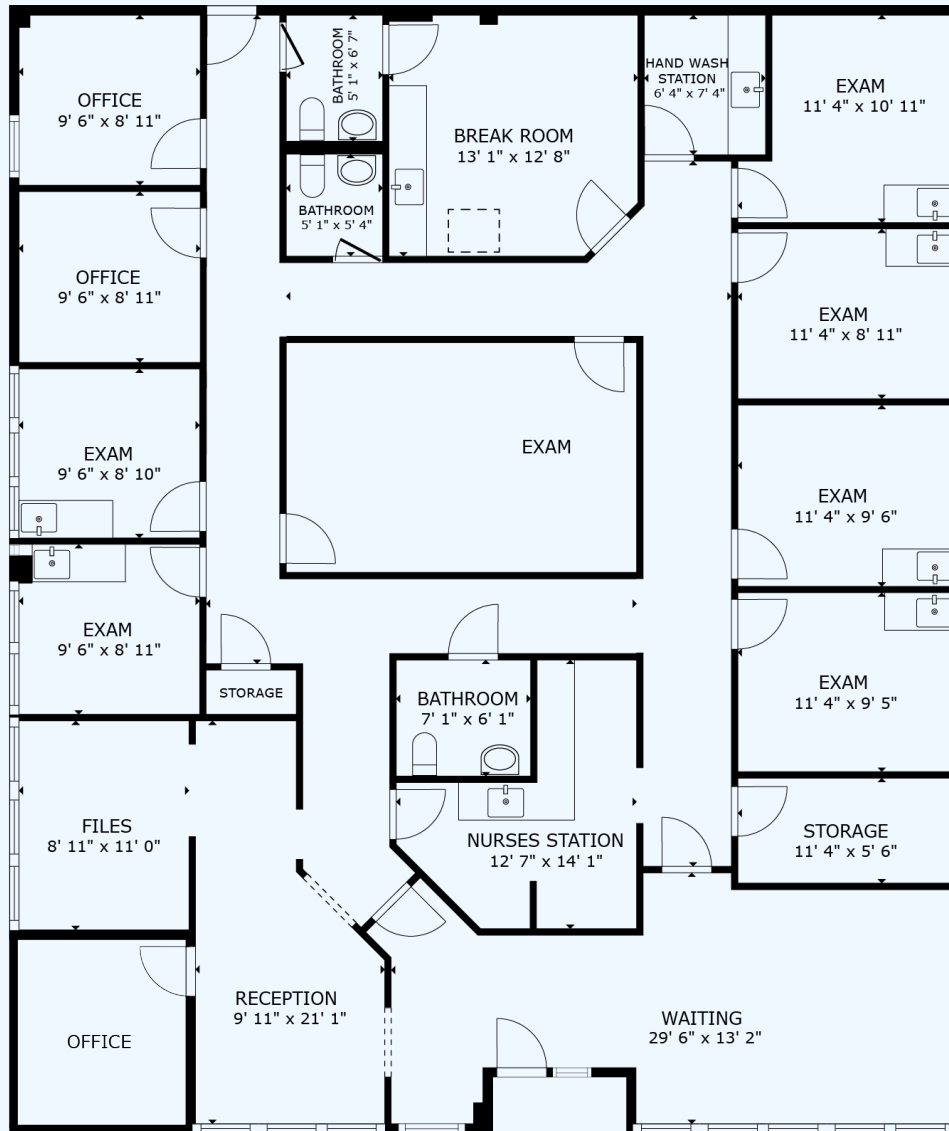 OFFICE
9' 6" x 8' 11"
BATHROOM
5' 1" x 6' 7"
BREAK ROOM
13' 1" x 12' 8"
HAND WASH
STATION
6' 4" x 7' 4"
EXAM
11' 4" x 10' 11"
BATHROOM
5' 1" x 5' 4"
OFFICE
9' 6" x 8' 11"
EXAM
11' 4" x 8' 11"
EXAM
9' 6" x 8' 10"
EXAM
EXAM
11' 4" x 9' 6"
EXAM
9' 6" x 8' 11"
STORAGE
BATHROOM
7' 1" x 6' 1"
EXAM
11' 4" x 9' 5"
FILES
8' 11" x 11' 0"
NURSES STATION
12' 7" x 14' 1"
STORAGE
11' 4" x 5' 6"
OFFICE
RECEPTION
9' 11" x 21' 1"
WAITING
29' 6" x 13' 2"